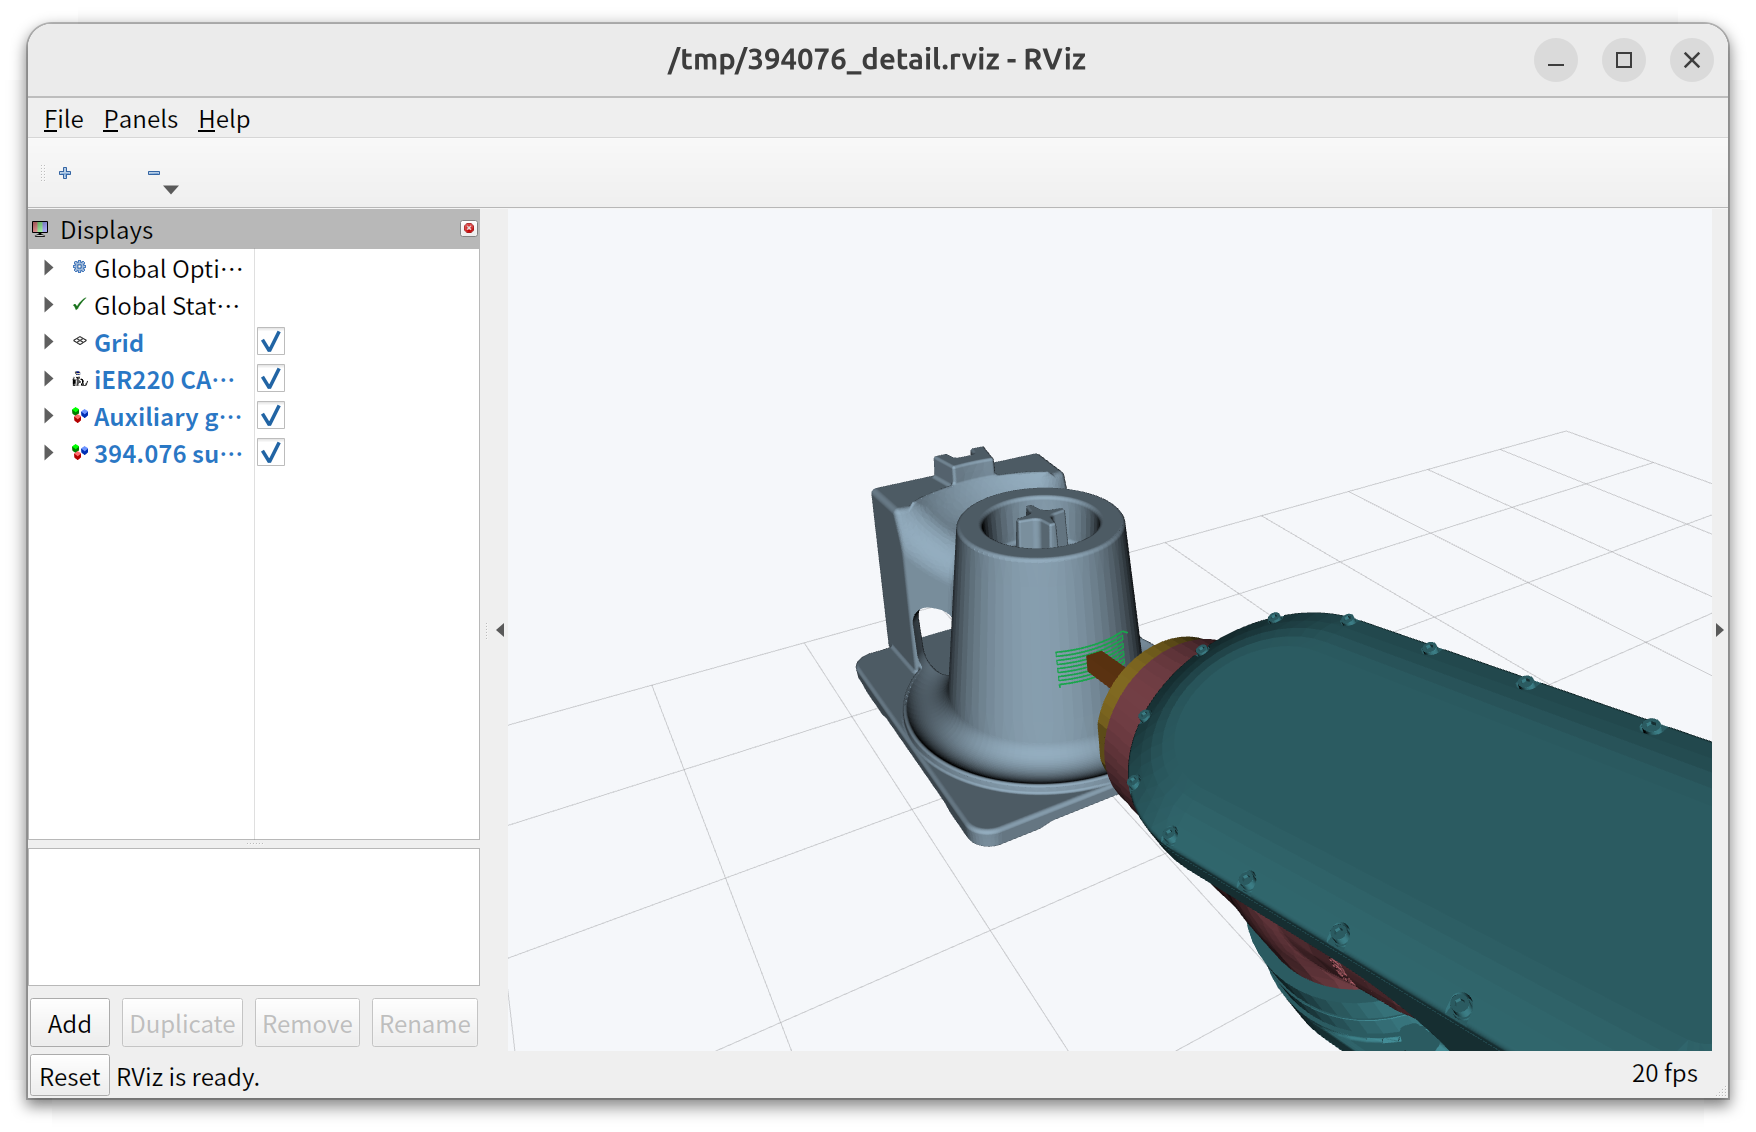 /tmp/394076_detail.rviz - RViz
File Panels Help
Displays
Global Opti···
Global Stat···
Grid
iER220 CA···
Auxiliary g···
394.076 su···
Add Duplicate Remove Rename
Reset RViz is ready.
20 fps